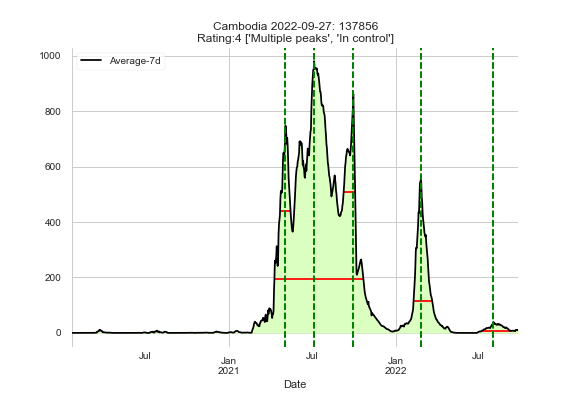 Cambodia 2022-09-27: 137856
Rating:4 ['Multiple peaks', 'In control']
Average-7d
1000
800
600
400
200
0
Jul Jan Jul Jan Jul
2021 2022
Date